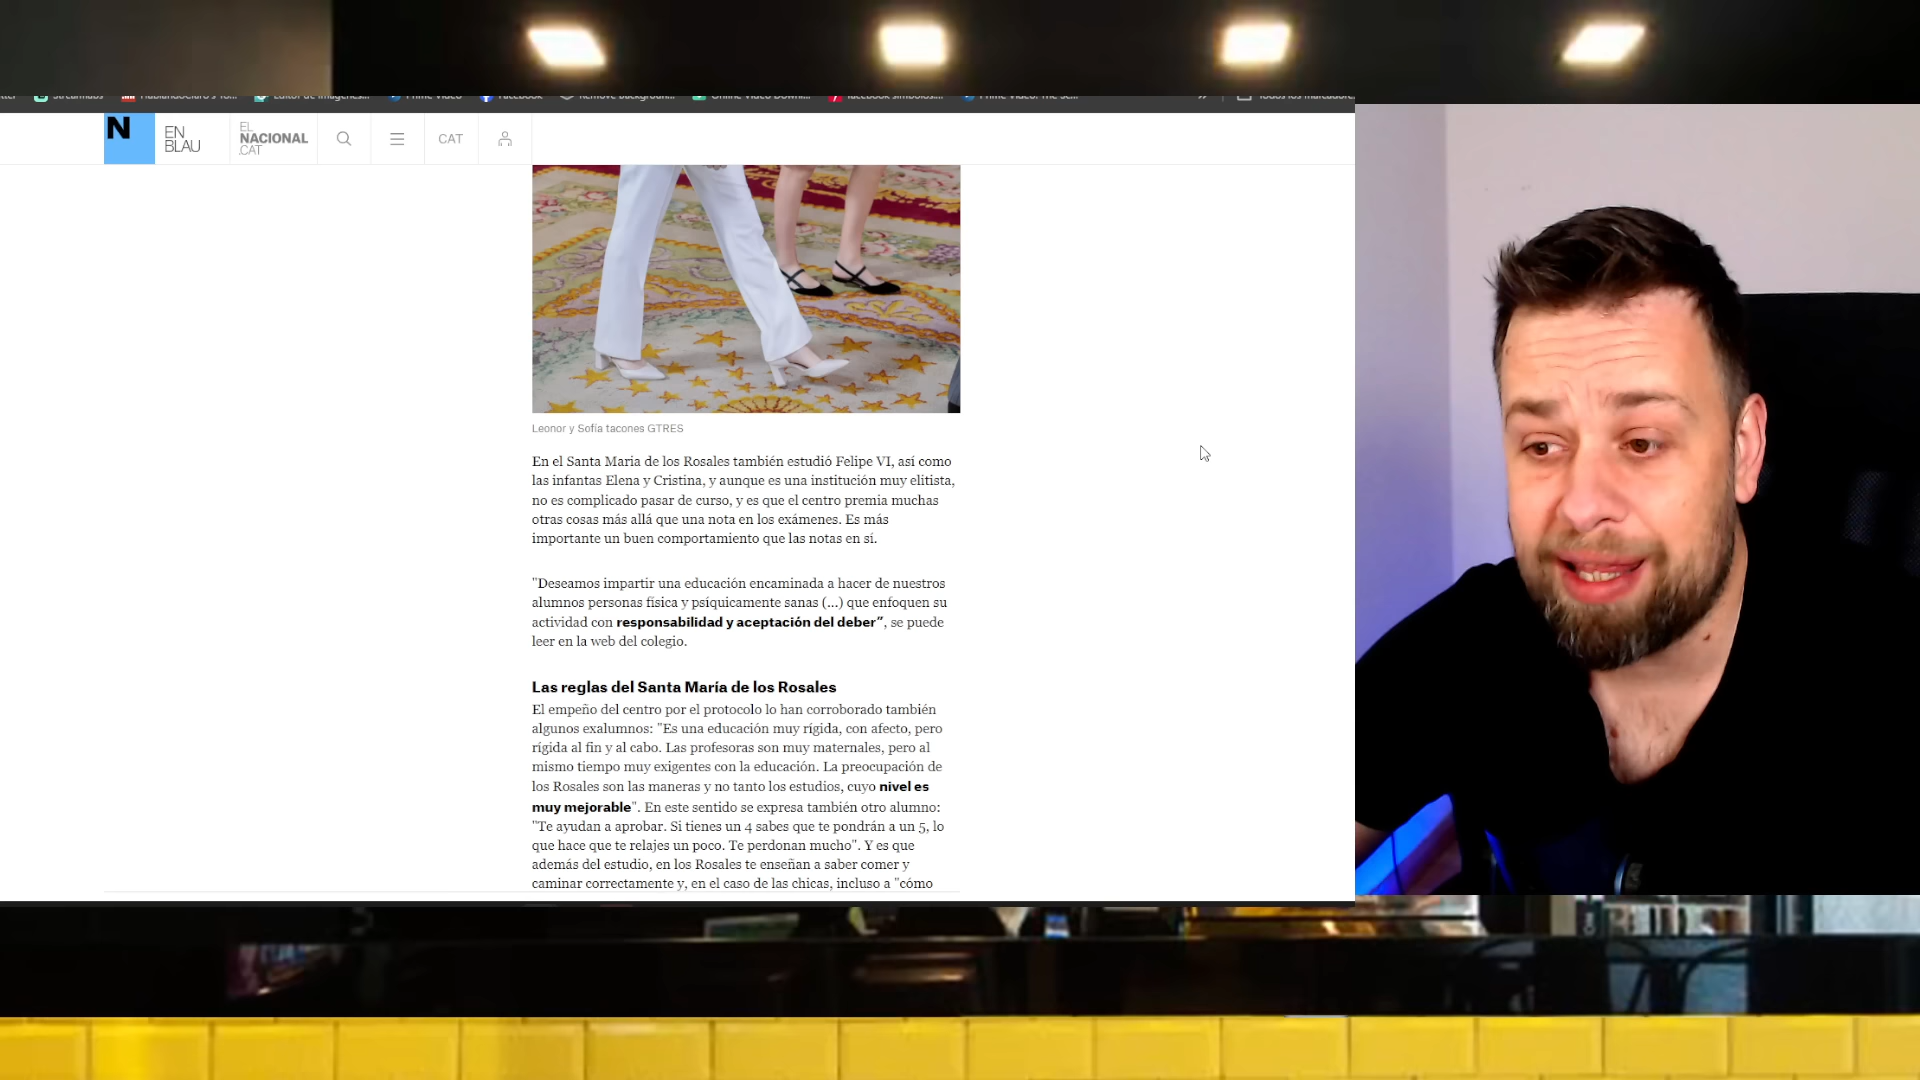 Prime Video
Facebook
N
EN
BLAU
EL
NACIONAL
.CAT
CAT
Leonor y Sofía tacones GTRES
En el Santa María de los Rosales también estudió Felipe VI, así como
las infantas Elena y Cristina, y aunque es una institución muy elitista,
no es complicado pasar de curso, y es que el centro premia muchas
otras cosas más allá que una nota en los exámenes. Es más
importante un buen comportamiento que las notas en sí.
"Deseamos impartir una educación encaminada a hacer de nuestros
alumnos personas física y psíquicamente sanas (...) que enfoquen su
actividad con responsabilidad y aceptación del deber”, se puede
leer en la web del colegio.
Las reglas del Santa María de los Rosales
El empeño del centro por el protocolo lo han corroborado también
algunos exalumnos: "Es una educación muy rígida, con afecto, pero
rígida al fin y al cabo. Las profesoras son muy maternales, pero al
mismo tiempo muy exigentes con la educación. La preocupación de
los Rosales son las maneras y no tanto los estudios, cuyo nivel es
muy mejorable". En este sentido se expresa también otro alumno:
"Te ayudan a aprobar. Si tienes un 4 sabes que te pondrán a un 5, lo
que hace que te relajes un poco. Te perdonan mucho". Y es que
además del estudio, en los Rosales te enseñan a saber comer y
caminar correctamente y, en el caso de las chicas, incluso a "cómo